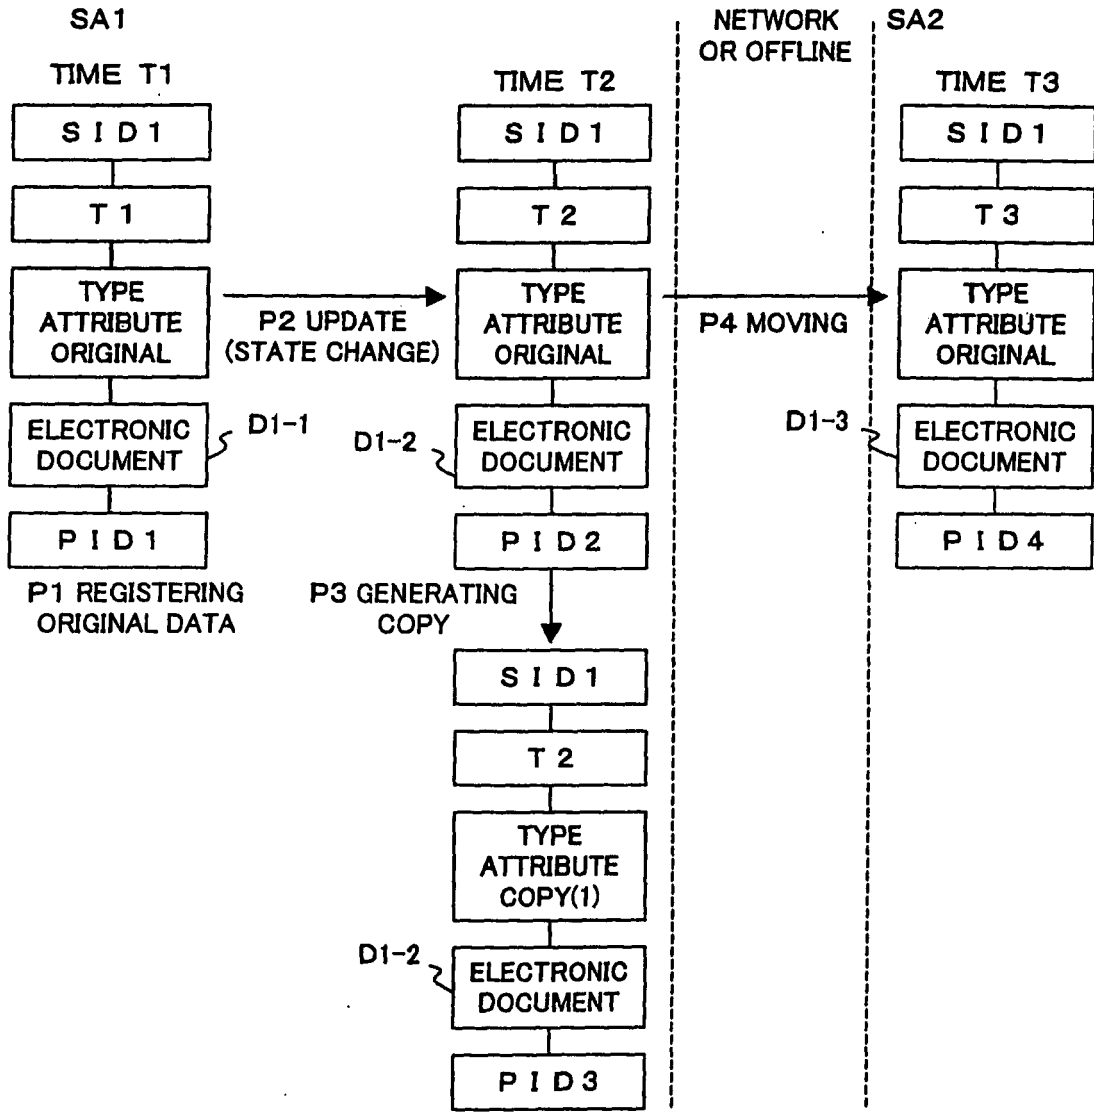 SA1
NETWORK
OR OFFLINE
SA2
TIME T1
TIME T2
TIME T3
SID1
SID1
SID1
T1
T2
T3
TYPE
ATTRIBUTE
ORIGINAL
P2 UPDATE
(STATE CHANGE)
TYPE
ATTRIBUTE
ORIGINAL
P4 MOVING
TYPE
ATTRIBUTE
ORIGINAL
ELECTRONIC
DOCUMENT
D1-1
D1-2
ELECTRONIC
DOCUMENT
D1-3
ELECTRONIC
DOCUMENT
PID1
PID2
PID4
P1 REGISTERING
ORIGINAL DATA
P3 GENERATING
COPY
SID1
T2
TYPE
ATTRIBUTE
COPY(1)
D1-2
ELECTRONIC
DOCUMENT
PID3